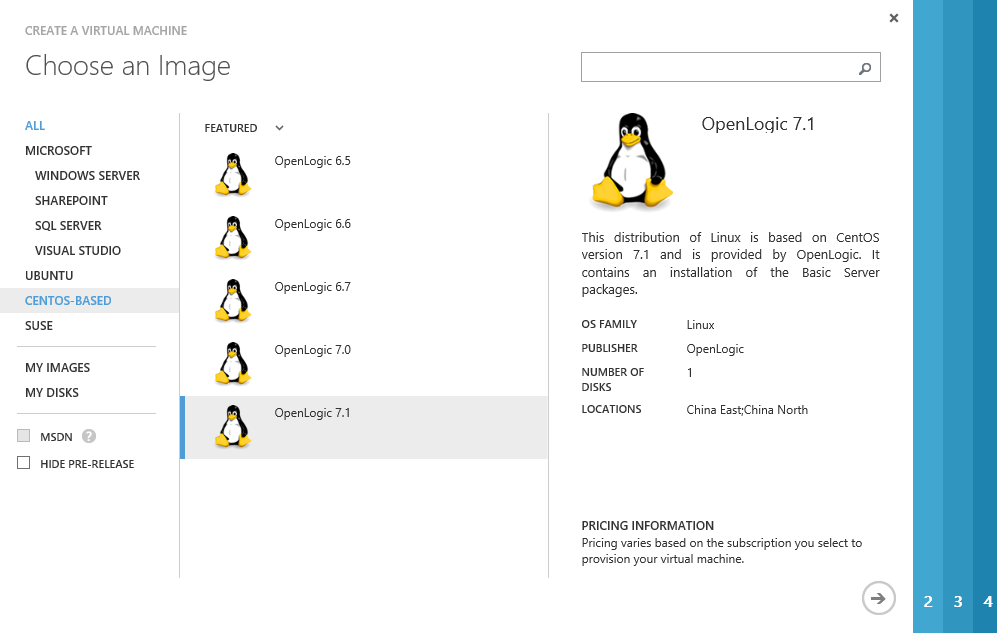 CREATE A VIRTUAL MACHINE
Choose an Image
ALL
MICROSOFT
WINDOWS SERVER
SHAREPOINT
SQL SERVER
VISUAL STUDIO
UBUNTU
CENTOS-BASED
SUSE
MY IMAGES
MY DISKS
MSDN ?
HIDE PRE-RELEASE
FEATURED
OpenLogic 6.5
OpenLogic 6.6
OpenLogic 6.7
OpenLogic 7.0
OpenLogic 7.1
OpenLogic 7.1
This distribution of Linux is based on CentOS
version 7.1 and is provided by OpenLogic. It
contains an installation of the Basic Server
packages.
OS FAMILY Linux
PUBLISHER OpenLogic
NUMBER OF 1
DISKS
LOCATIONS China East;China North
PRICING INFORMATION
Pricing varies based on the subscription you select to
provision your virtual machine.
2 3 4